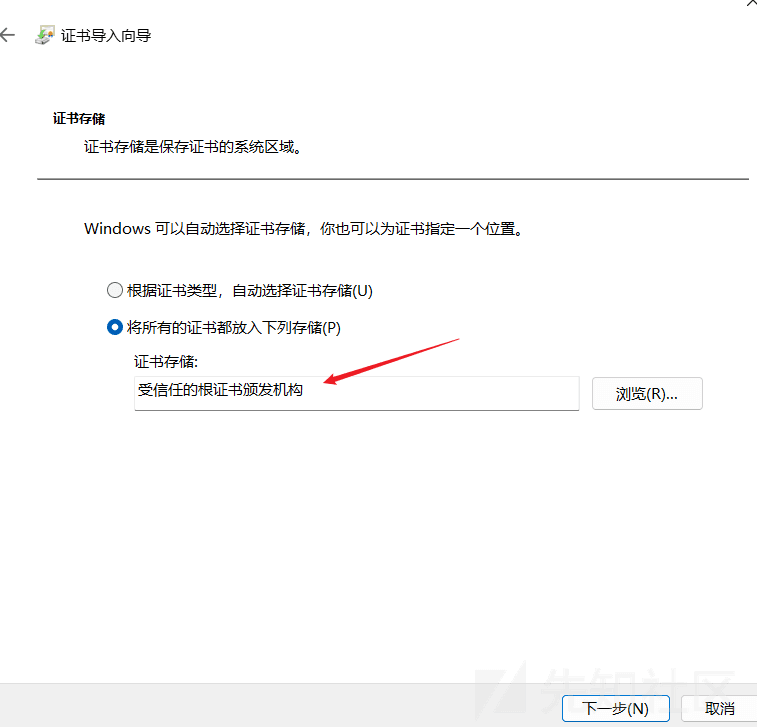 证书导入向导
证书存储
证书存储是保存证书的系统区域。
Windows 可以自动选择证书存储，你也可以为证书指定一个位置。
根据证书类型，自动选择证书存储(U)
将所有的证书都放入下列存储(P)
证书存储:
受信任的根证书颁发机构
浏览(R)...
先知社区
下一步(N)
取消